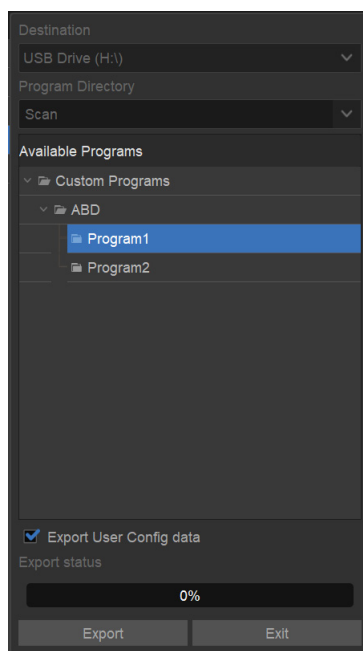 Destination
USB Drive (H:\)
Program Directory
Scan
Available Programs
Custom Programs
ABD
Program1
Program2
Export User Config data
Export status
0%
Export Exit